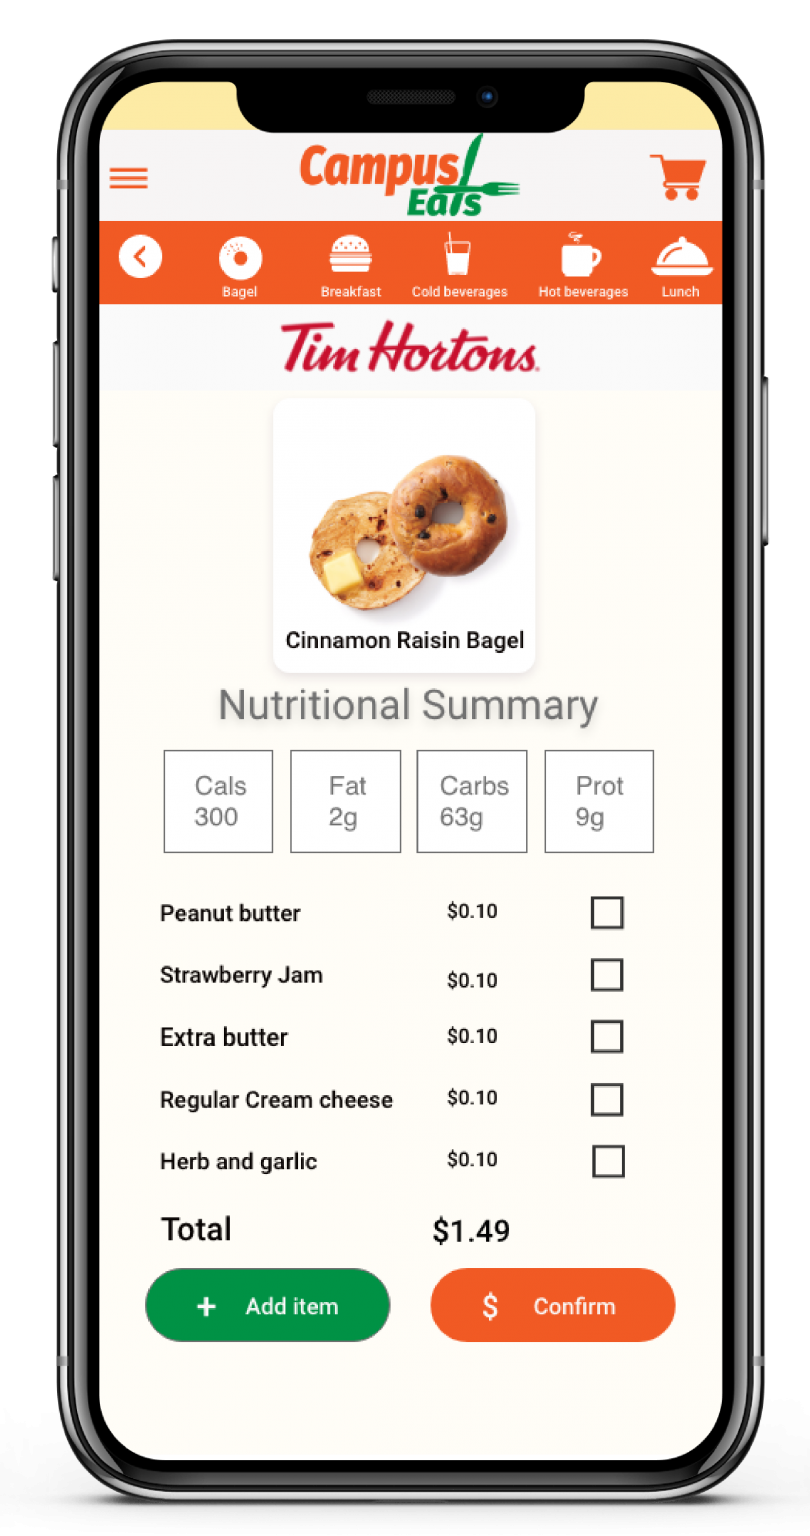 Campus
Eats
Bagel
Breakfast
Cold beverages
Hot beverages
Lunch
Tim Hortons
Cinnamon Raisin Bagel
Nutritional Summary
Cals
300
Fat
2g
Carbs
63g
Prot
9g
Peanut butter $0.10
Strawberry Jam $0.10
Extra butter $0.10
Regular Cream cheese $0.10
Herb and garlic $0.10
Total $1.49
+ Add item
$ Confirm